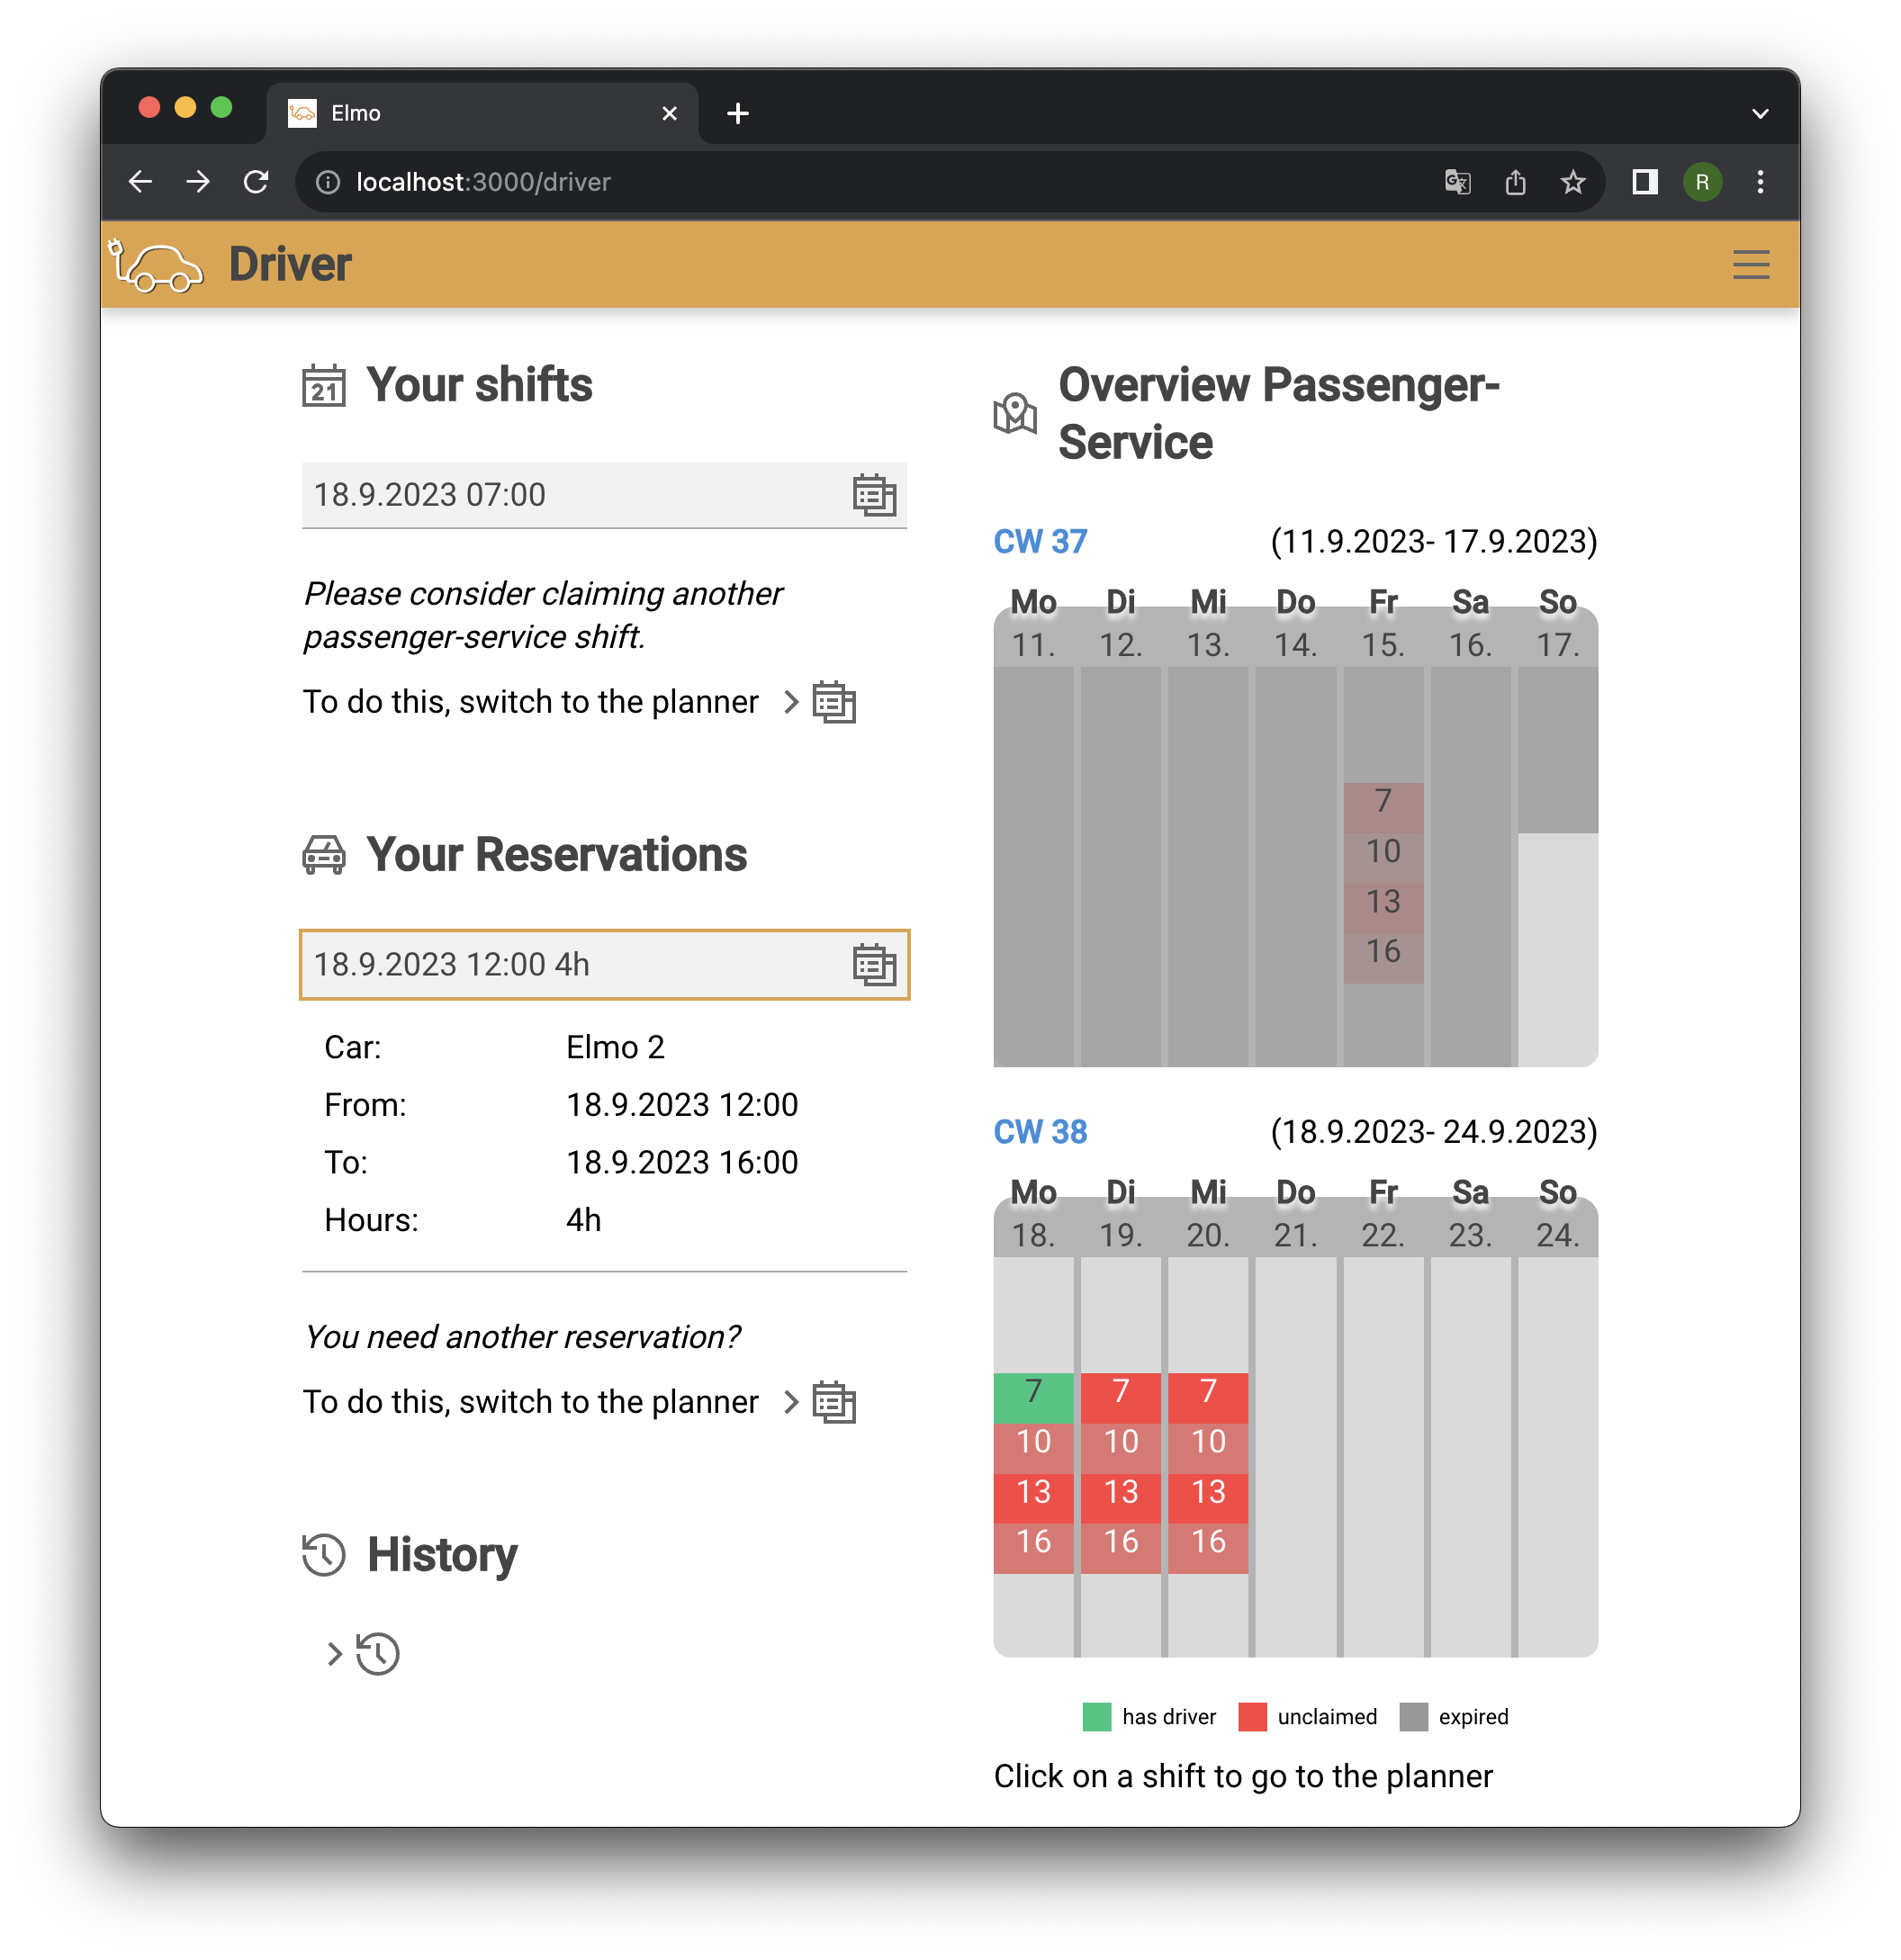 Elmo
localhost:3000/driver
R
Driver
21 Your shifts
18.9.2023 07:00
Please consider claiming another
passenger-service shift.
To do this, switch to the planner
Your Reservations
18.9.2023 12:00 4h
Car: Elmo 2
From: 18.9.2023 12:00
To: 18.9.2023 16:00
Hours: 4h
You need another reservation?
To do this, switch to the planner
History
Overview Passenger-
Service
CW 37 (11.9.2023- 17.9.2023)
Mo Di Mi Do Fr Sa So
11. 12. 13. 14. 15. 16. 17.
7
10
13
16
CW 38 (18.9.2023- 24.9.2023)
Mo Di Mi Do Fr Sa So
18. 19. 20. 21. 22. 23. 24.
7 7 7
10 10 10
13 13 13
16 16 16
has driver unclaimed expired
Click on a shift to go to the planner